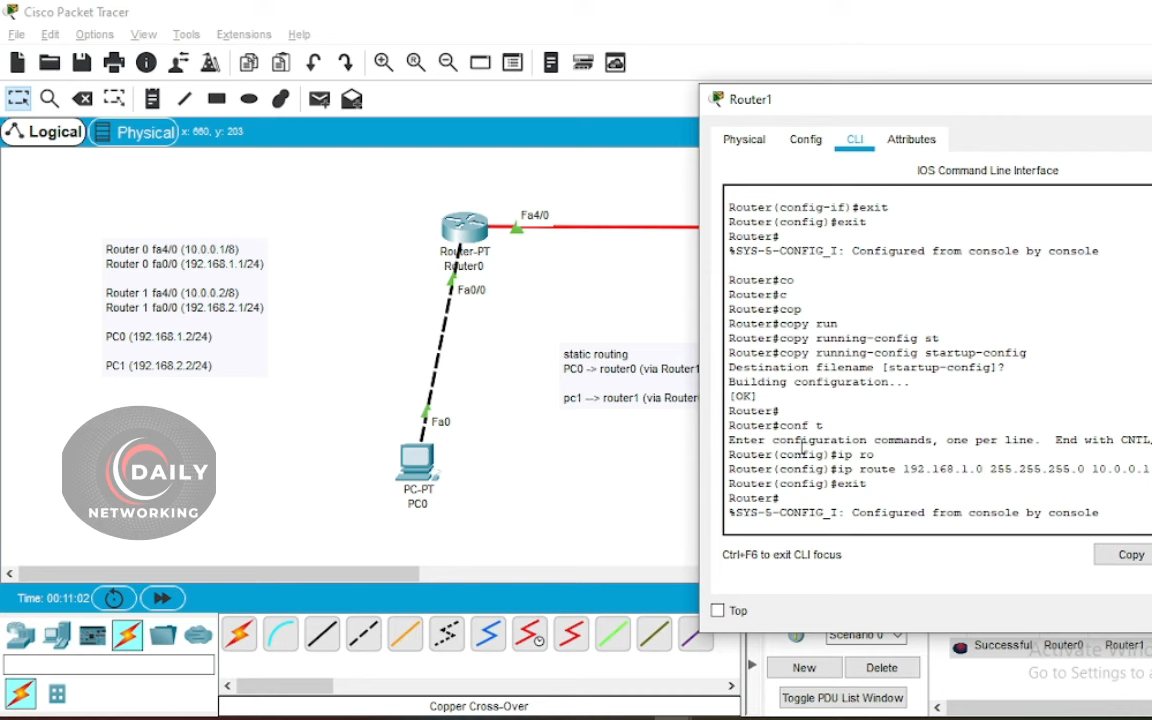 Cisco Packet Tracer
File Edit Options View Tools Extensions Help
Logical
Physical
x: 660, y: 203
Router 0 fa4/0 (10.0.0.1/8)
Router 0 fa0/0 (192.168.1.1/24)
Router 1 fa4/0 (10.0.0.2/8)
Router 1 fa0/0 (192.168.2.1/24)
PC0 (192.168.1.2/24)
PC1 (192.168.2.2/24)
DAILY
NETWORKING
Fa4/0
Router-PT
Router0
Fa0/0
Fa0
PC-PT
PC0
static routing
PC0 -> router0 (via Router1
pc1 --> router1 (via Router
Router1
Physical Config CLI Attributes
IOS Command Line Interface
Router(config-if)#exit
Router(config)#exit
Router#
%SYS-5-CONFIG_I: Configured from console by console
Router#co
Router#c
Router#cop
Router#copy run
Router#copy running-config st
Router#copy running-config startup-config
Destination filename [startup-config]?
Building configuration...
[OK]
Router#
Router#conf t
Enter configuration commands, one per line. End with CNTL
Router(config)#ip ro
Router(config)#ip route 192.168.1.0 255.255.255.0 10.0.0.1
Router(config)#exit
Router#
%SYS-5-CONFIG_I: Configured from console by console
Ctrl+F6 to exit CLI focus
Copy
Top
Time: 00:11:02
Copper Cross-Over
Scenario 0
New
Delete
Toggle PDU List Window
Successful Router0 Router1
Activate Wind
Go to Settings to a